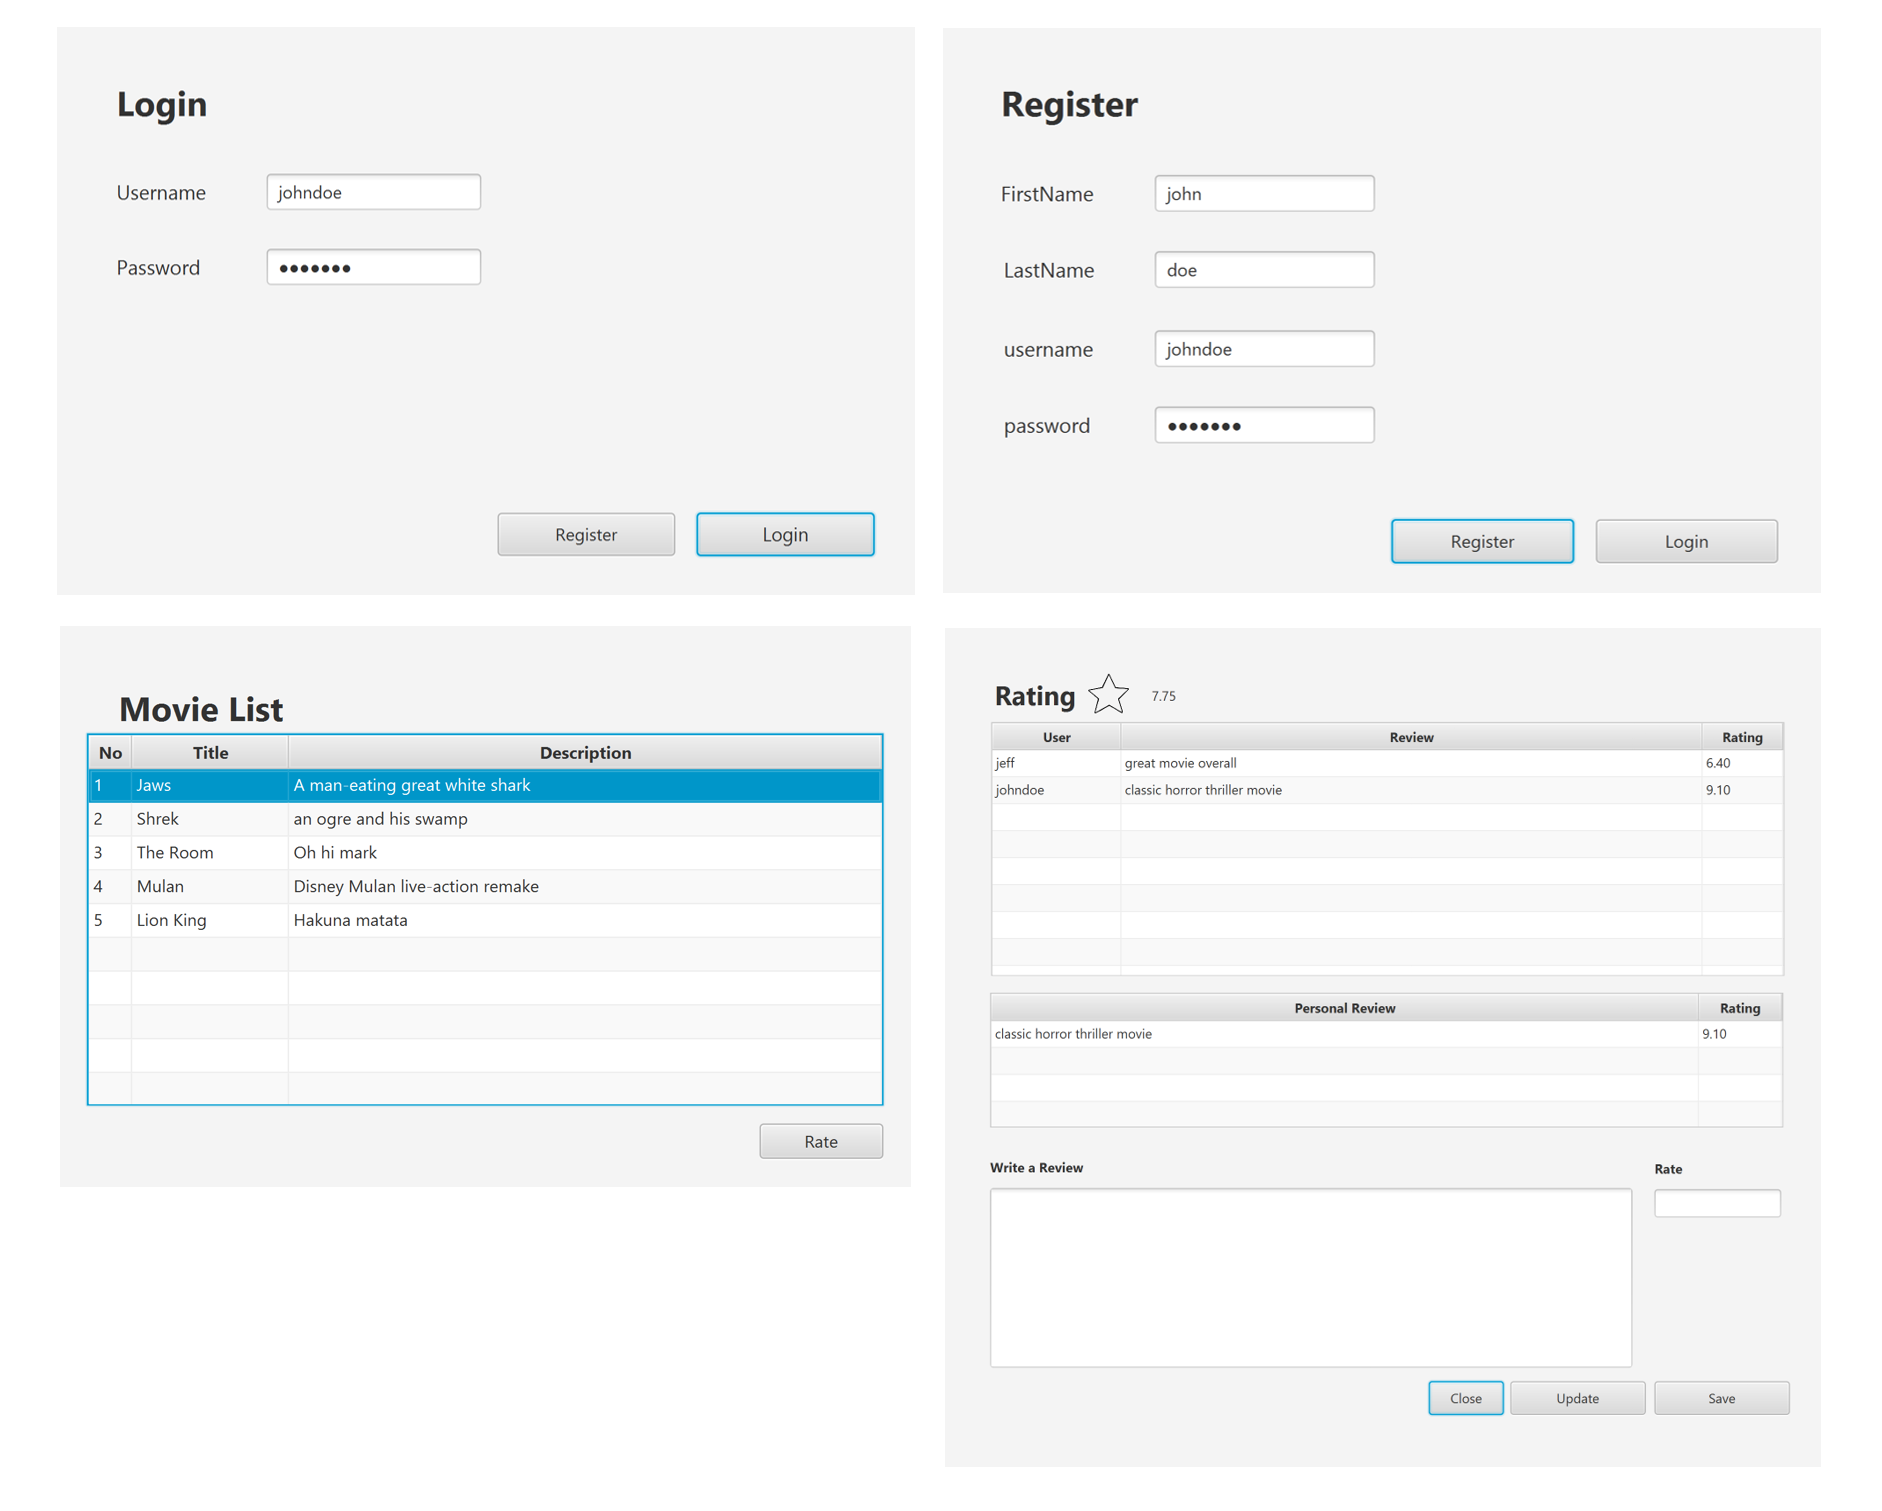 Login
Username johndoe
Password •••••••
Register Login
Register
FirstName john
LastName doe
username johndoe
password •••••••
Register Login
Movie List
No Title Description
1 Jaws A man-eating great white shark
2 Shrek an ogre and his swamp
3 The Room Oh hi mark
4 Mulan Disney Mulan live-action remake
5 Lion King Hakuna matata
Rate
Rating 7.75
User Review Rating
jeff great movie overall 6.40
johndoe classic horror thriller movie 9.10
Personal Review Rating
classic horror thriller movie 9.10
Write a Review Rate
Close Update Save